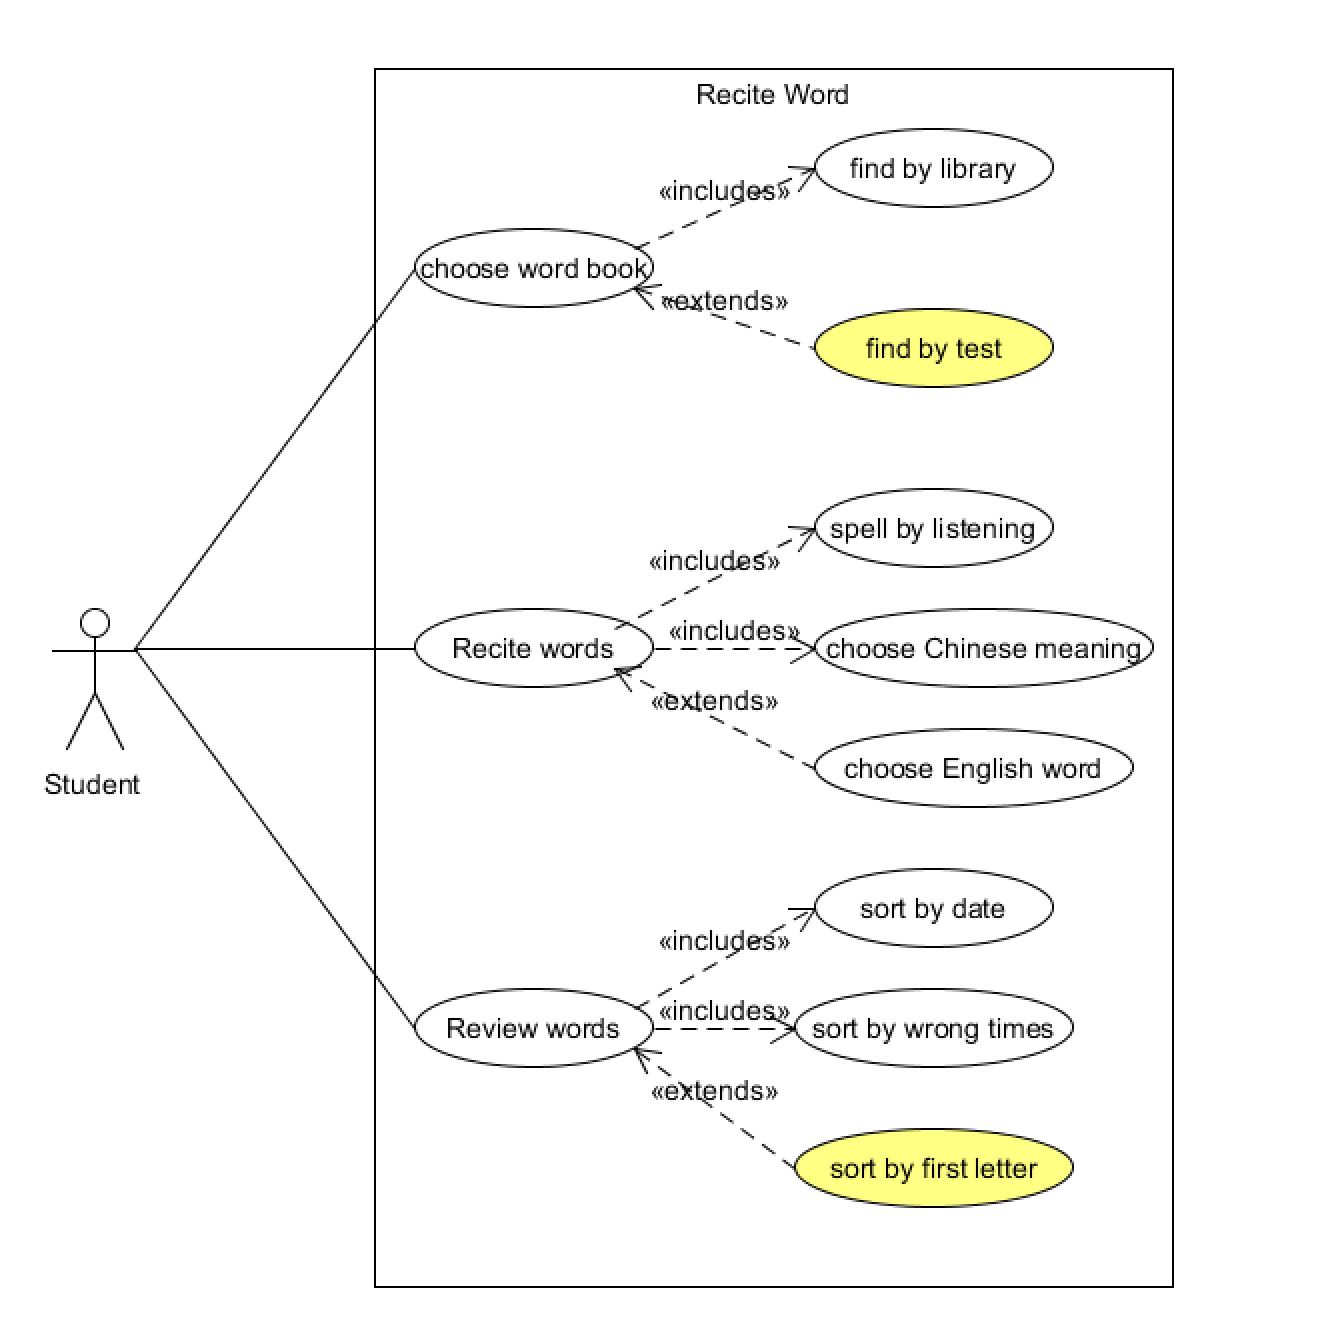 Recite Word
find by library
«includes»
choose word book
«extends»
find by test
spell by listening
«includes»
«includes»
Recite words
choose Chinese meaning
«extends»
choose English word
Student
sort by date
«includes»
«includes»
Review words
sort by wrong times
«extends»
sort by first letter